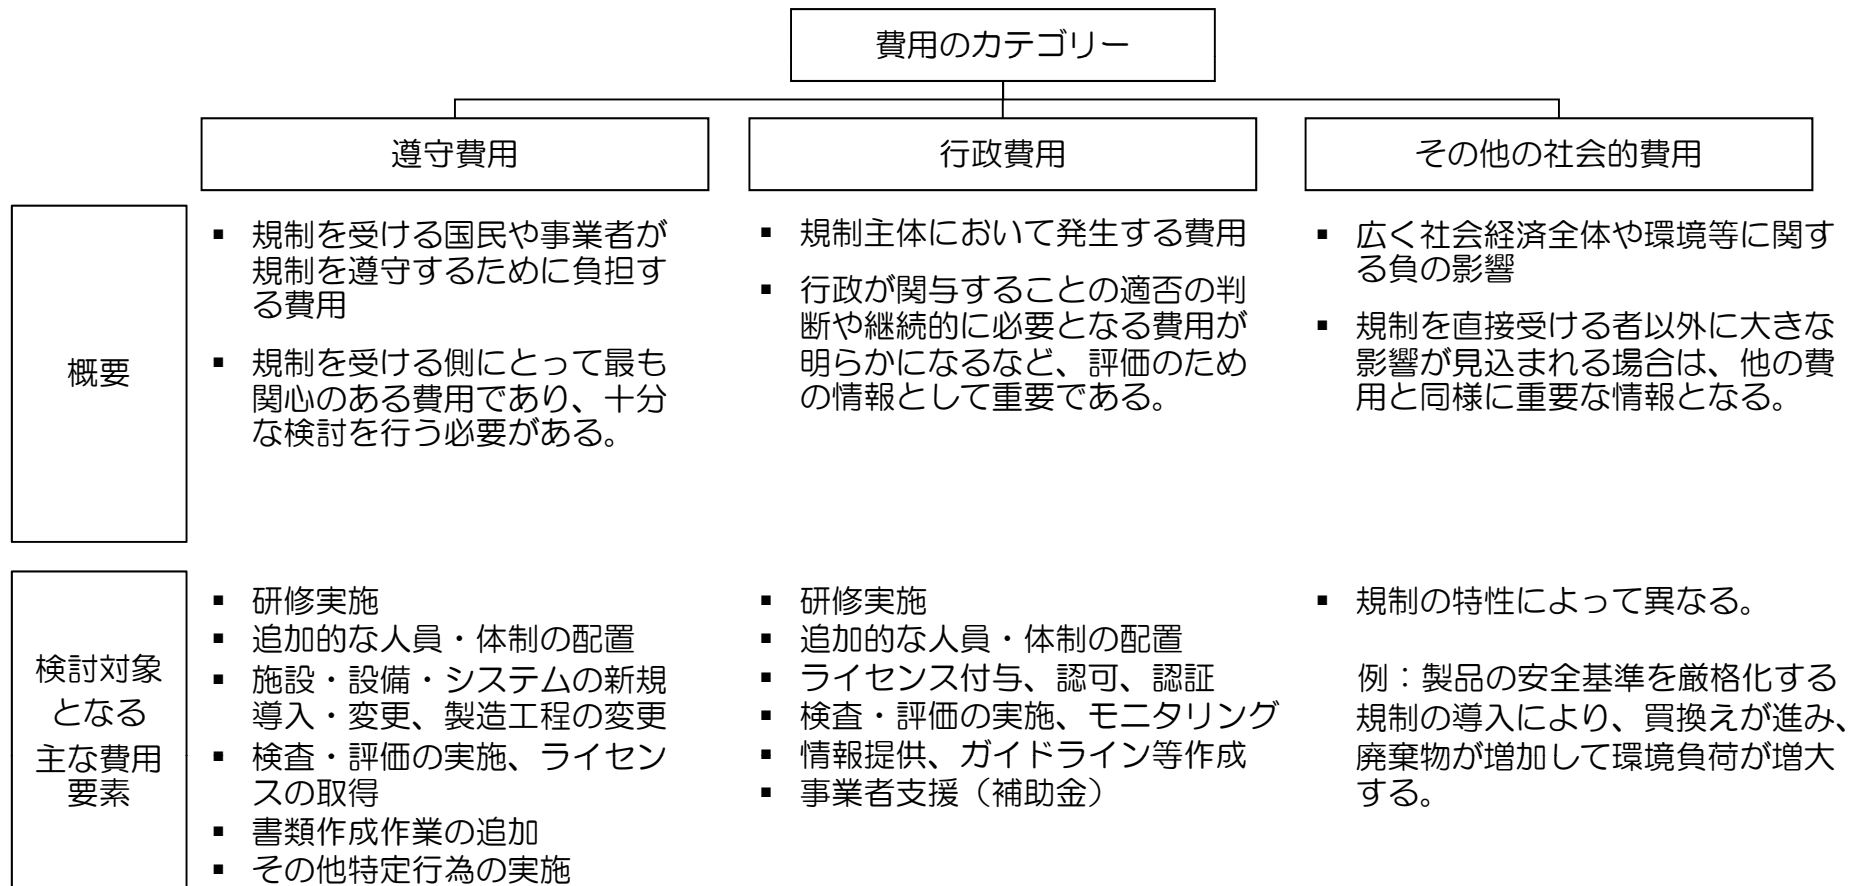 費用のカテゴリー
遵守費用
行政費用
その他の社会的費用
概要
▪ 規制を受ける国民や事業者が
規制を遵守するために負担す
る費用
▪ 規制を受ける側にとって最も
関心のある費用であり、十分
な検討を行う必要がある。
▪ 規制主体において発生する費用
▪ 行政が関与することの適否の判
断や継続的に必要となる費用が
明らかになるなど、評価のため
の情報として重要である。
▪ 広く社会経済全体や環境等に関す
る負の影響
▪ 規制を直接受ける者以外に大きな
影響が見込まれる場合は、他の費
用と同様に重要な情報となる。
検討対象
となる
主な費用
要素
▪ 研修実施
▪ 追加的な人員・体制の配置
▪ 施設・設備・システムの新規
導入・変更、製造工程の変更
▪ 検査・評価の実施、ライセン
スの取得
▪ 書類作成作業の追加
▪ その他特定行為の実施
▪ 研修実施
▪ 追加的な人員・体制の配置
▪ ライセンス付与、認可、認証
▪ 検査・評価の実施、モニタリング
▪ 情報提供、ガイドライン等作成
▪ 事業者支援（補助金）
▪ 規制の特性によって異なる。
例：製品の安全基準を厳格化する
規制の導入により、買換えが進み、
廃棄物が増加して環境負荷が増大
する。